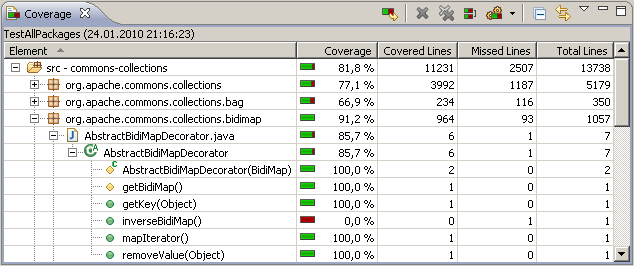 Coverage
TestAllPackages (24.01.2010 21:16:23)
Element Coverage Covered Lines Missed Lines Total Lines
src - commons-collections 81,8 % 11231 2507 13738
org.apache.commons.collections 77,1 % 3992 1187 5179
org.apache.commons.collections.bag 66,9 % 234 116 350
org.apache.commons.collections.bidimap 91,2 % 964 93 1057
AbstractBidiMapDecorator.java 85,7 % 6 1 7
AbstractBidiMapDecorator 85,7 % 6 1 7
AbstractBidiMapDecorator(BidiMap) 100,0 % 2 0 2
getBidiMap() 100,0 % 1 0 1
getKey(Object) 100,0 % 1 0 1
inverseBidiMap() 0,0 % 0 1 1
mapIterator() 100,0 % 1 0 1
removeValue(Object) 100,0 % 1 0 1